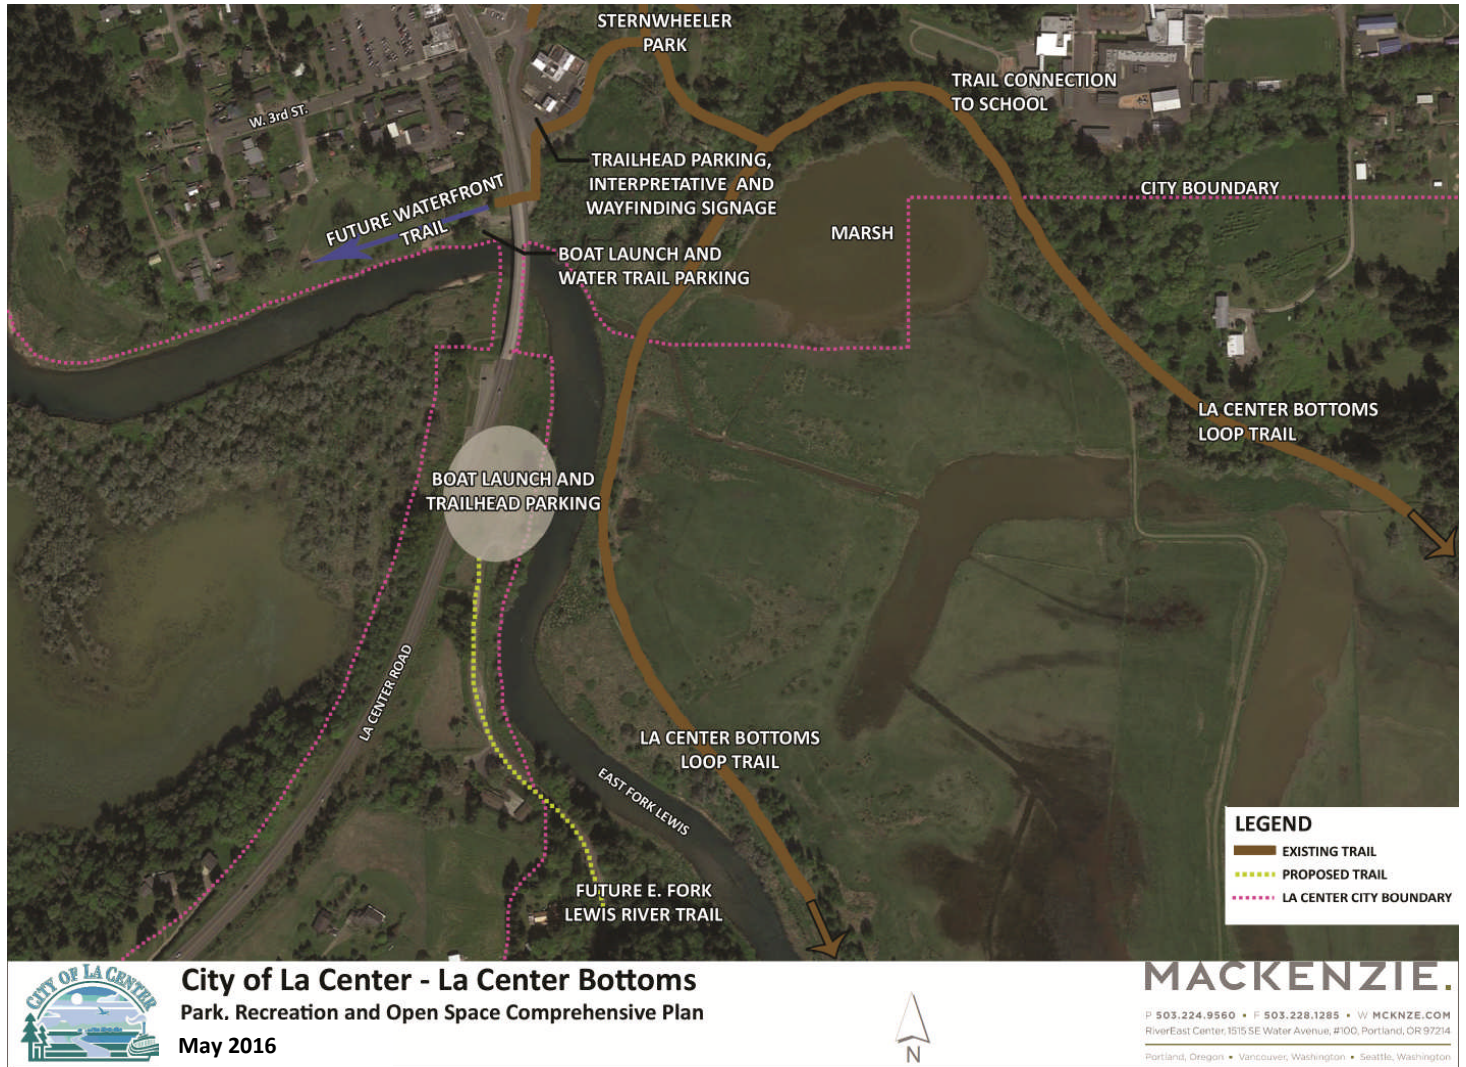 STERNWHEELER
PARK
TRAIL CONNECTION
TO SCHOOL
W. 3rd ST.
TRAILHEAD PARKING,
INTERPRETATIVE AND
WAYFINDING SIGNAGE
CITY BOUNDARY
FUTURE WATERFRONT
TRAIL
MARSH
BOAT LAUNCH AND
WATER TRAIL PARKING
LA CENTER BOTTOMS
LOOP TRAIL
BOAT LAUNCH AND
TRAILHEAD PARKING
LA CENTER ROAD
LA CENTER BOTTOMS
LOOP TRAIL
EAST FORK LEWIS
FUTURE E. FORK
LEWIS RIVER TRAIL
LEGEND
EXISTING TRAIL
PROPOSED TRAIL
LA CENTER CITY BOUNDARY
CITY OF LA CENTER
City of La Center - La Center Bottoms
Park. Recreation and Open Space Comprehensive Plan
May 2016
N
MACKENZIE.
P 503.224.9560 • F 503.228.1285 • W MCKNZE.COM
RiverEast Center, 1515 SE Water Avenue, #100, Portland, OR 97214
Portland, Oregon • Vancouver, Washington • Seattle, Washington